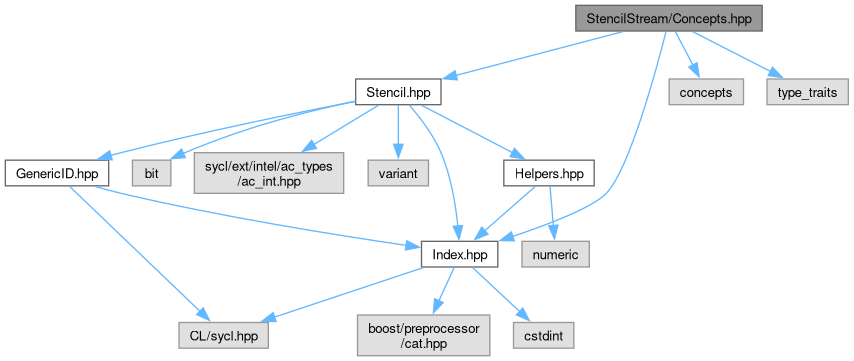 StencilStream/Concepts.hpp
Stencil.hpp
concepts
type_traits
GenericID.hpp
bit
sycl/ext/intel/ac_types
/ac_int.hpp
variant
Helpers.hpp
Index.hpp
numeric
CL/sycl.hpp
boost/preprocessor
/cat.hpp
cstdint